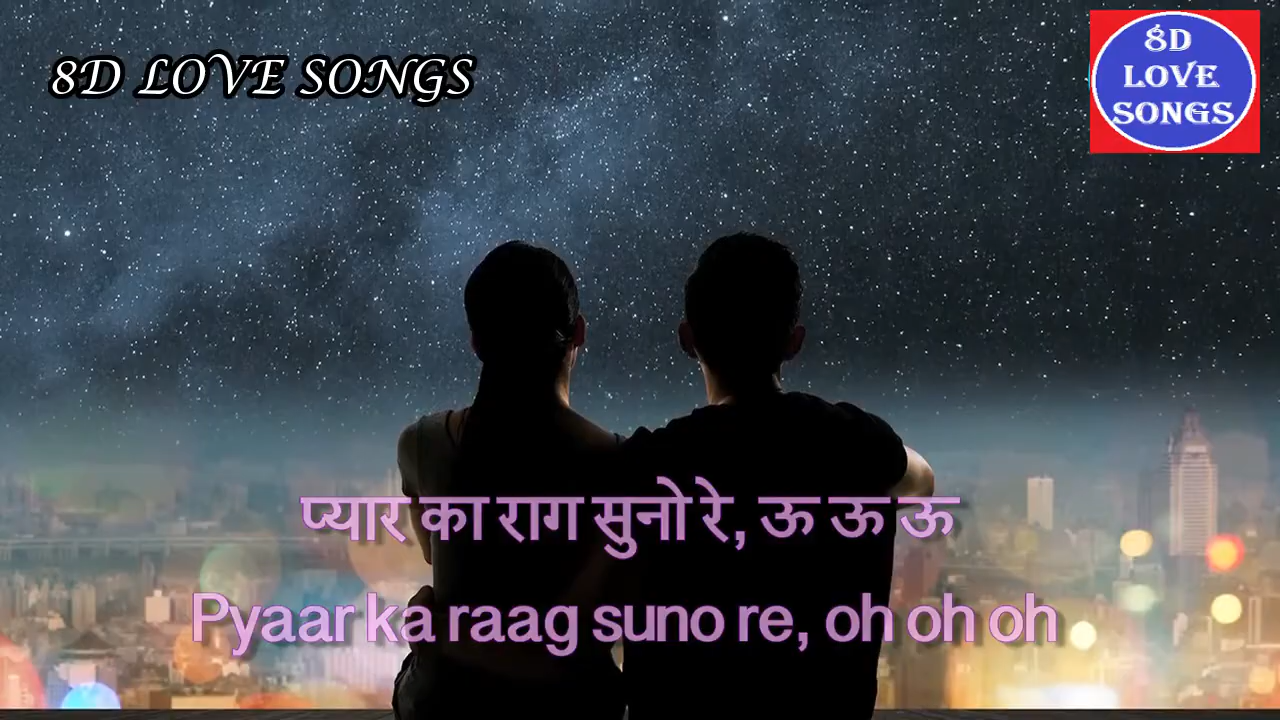 8D LOVE SONGS
8D
LOVE
SONGS
प्यार का राग सुनो रे, ऊ ऊ ऊ
Pyaar ka raag suno re, oh oh oh